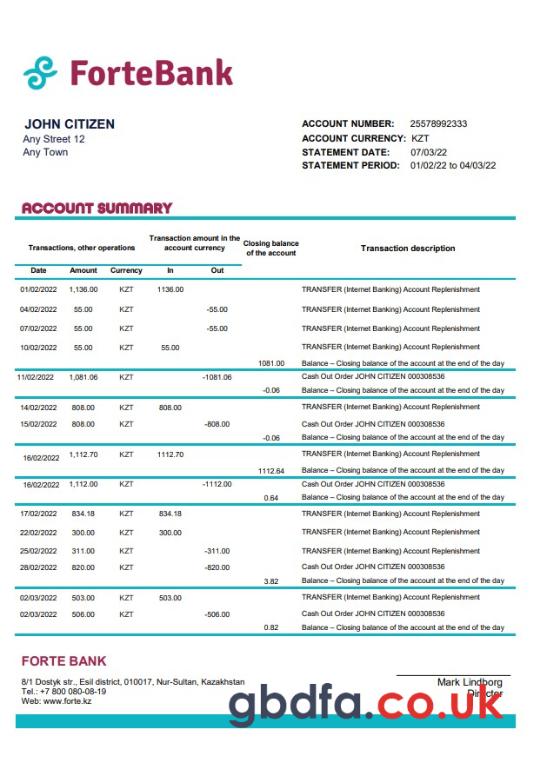 ForteBank
JOHN CITIZEN
Any Street 12
Any Town
ACCOUNT NUMBER: 25578992333
ACCOUNT CURRENCY: KZT
STATEMENT DATE: 07/03/22
STATEMENT PERIOD: 01/02/22 to 04/03/22
ACCOUNT SUMMARY
Transactions, other operations Transaction amount in the account currency Closing balance of the account Transaction description
Date Amount Currency In Out
01/02/2022 1,136.00 KZT 1136.00 TRANSFER (Internet Banking) Account Replenishment
04/02/2022 55.00 KZT -55.00 TRANSFER (Internet Banking) Account Replenishment
07/02/2022 55.00 KZT -55.00 TRANSFER (Internet Banking) Account Replenishment
10/02/2022 55.00 KZT 55.00 TRANSFER (Internet Banking) Account Replenishment
1081.00 Balance – Closing balance of the account at the end of the day
11/02/2022 1,081.06 KZT -1081.06 Cash Out Order JOHN CITIZEN 000308536
-0.06 Balance – Closing balance of the account at the end of the day
14/02/2022 808.00 KZT 808.00 TRANSFER (Internet Banking) Account Replenishment
15/02/2022 808.00 KZT -808.00 Cash Out Order JOHN CITIZEN 000308536
-0.06 Balance – Closing balance of the account at the end of the day
16/02/2022 1,112.70 KZT 1112.70 TRANSFER (Internet Banking) Account Replenishment
1112.64 Balance – Closing balance of the account at the end of the day
16/02/2022 1,112.00 KZT -1112.00 Cash Out Order JOHN CITIZEN 000308536
0.64 Balance – Closing balance of the account at the end of the day
17/02/2022 834.18 KZT 834.18 TRANSFER (Internet Banking) Account Replenishment
22/02/2022 300.00 KZT 300.00 TRANSFER (Internet Banking) Account Replenishment
25/02/2022 311.00 KZT -311.00 TRANSFER (Internet Banking) Account Replenishment
28/02/2022 820.00 KZT -820.00 Cash Out Order JOHN CITIZEN 000308536
3.82 Balance – Closing balance of the account at the end of the day
02/03/2022 503.00 KZT 503.00 TRANSFER (Internet Banking) Account Replenishment
02/03/2022 506.00 KZT -506.00 Cash Out Order JOHN CITIZEN 000308536
0.82 Balance – Closing balance of the account at the end of the day
FORTE BANK
8/1 Dostyk str., Esil district, 010017, Nur-Sultan, Kazakhstan
Tel.: +7 800 080-08-19
Web: www.forte.kz
Mark Lindborg
Director
gbdfa.co.uk